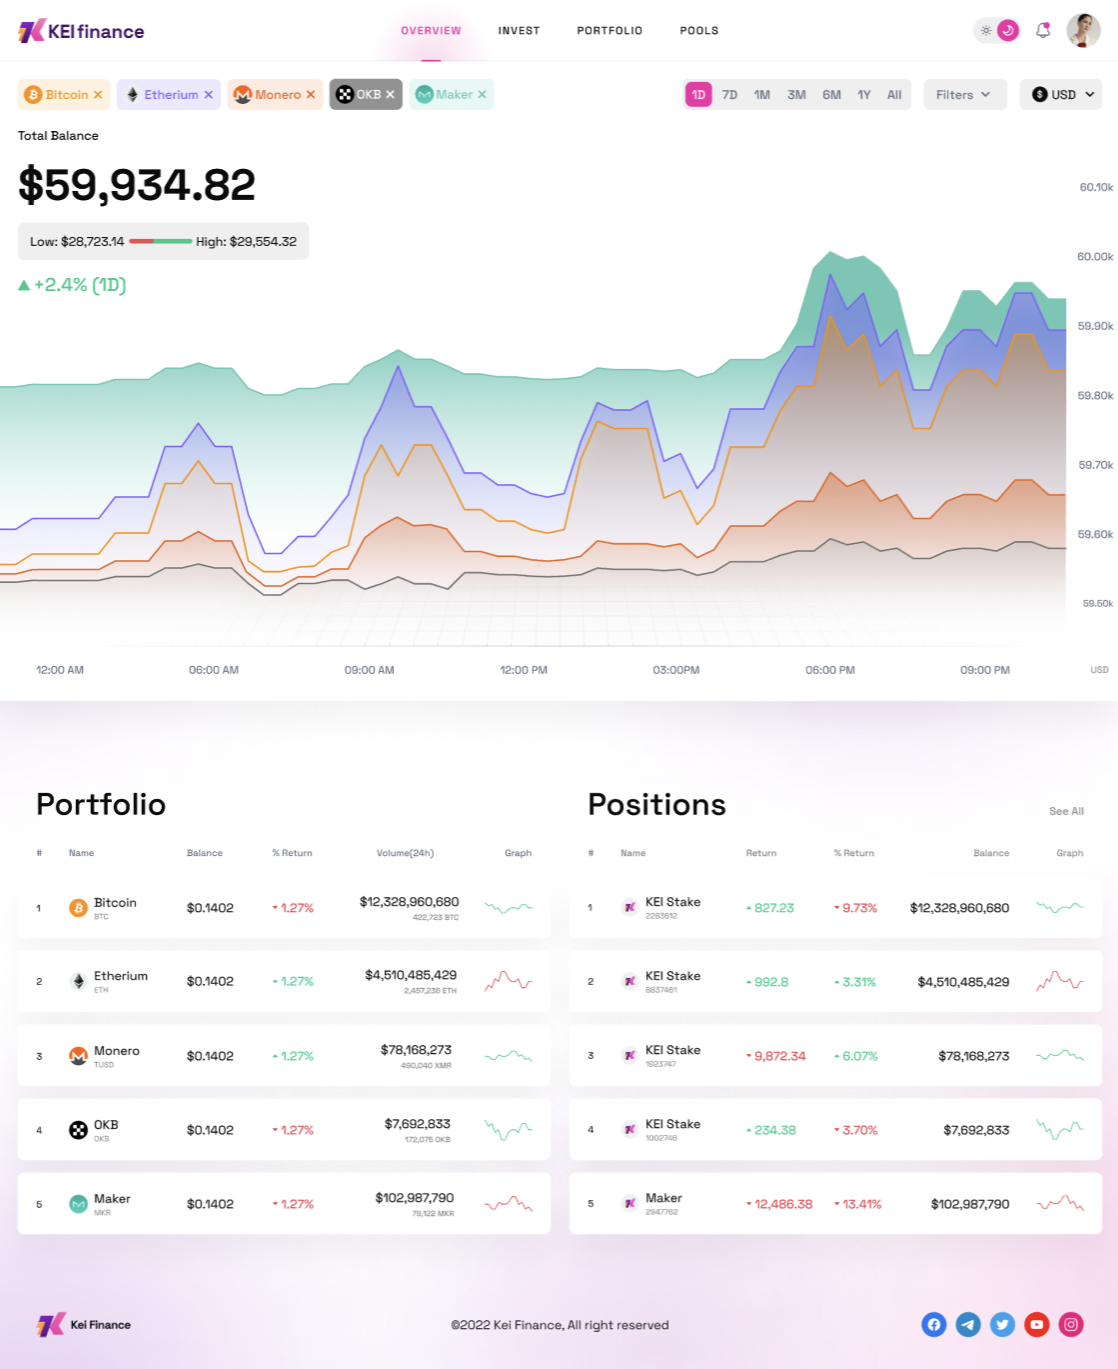 KEI finance
OVERVIEW INVEST PORTFOLIO POOLS
Bitcoin × Etherium × Monero × OKB × Maker ×
1D 7D 1M 3M 6M 1Y All Filters USD
Total Balance
$59,934.82
Low: $28,723.14 High: $29,554.32
+2.4% (1D)
60.10k
60.00k
59.90k
59.80k
59.70k
59.60k
59.50k
12:00 AM 06:00 AM 09:00 AM 12:00 PM 03:00PM 06:00 PM 09:00 PM USD
Portfolio
# Name Balance % Return Volume(24h) Graph
1 Bitcoin $0.1402 1.27% $12,328,960,680
BTC 422,723 BTC
2 Etherium $0.1402 1.27% $4,510,485,429
ETH 2,457,236 ETH
3 Monero $0.1402 1.27% $78,168,273
TUSD 490,040 XMR
4 OKB $0.1402 1.27% $7,692,833
OKB 172,076 OKB
5 Maker $0.1402 1.27% $102,987,790
MKR 79,122 MKR
Positions
See All
# Name Return % Return Balance Graph
1 KEI Stake 827.23 9.73% $12,328,960,680
2283612
2 KEI Stake 992.8 3.31% $4,510,485,429
8837461
3 KEI Stake 9,872.34 6.07% $78,168,273
1923747
4 KEI Stake 234.38 3.70% $7,692,833
1002746
5 Maker 12,486.38 13.41% $102,987,790
2947762
Kei Finance
©2022 Kei Finance, All right reserved